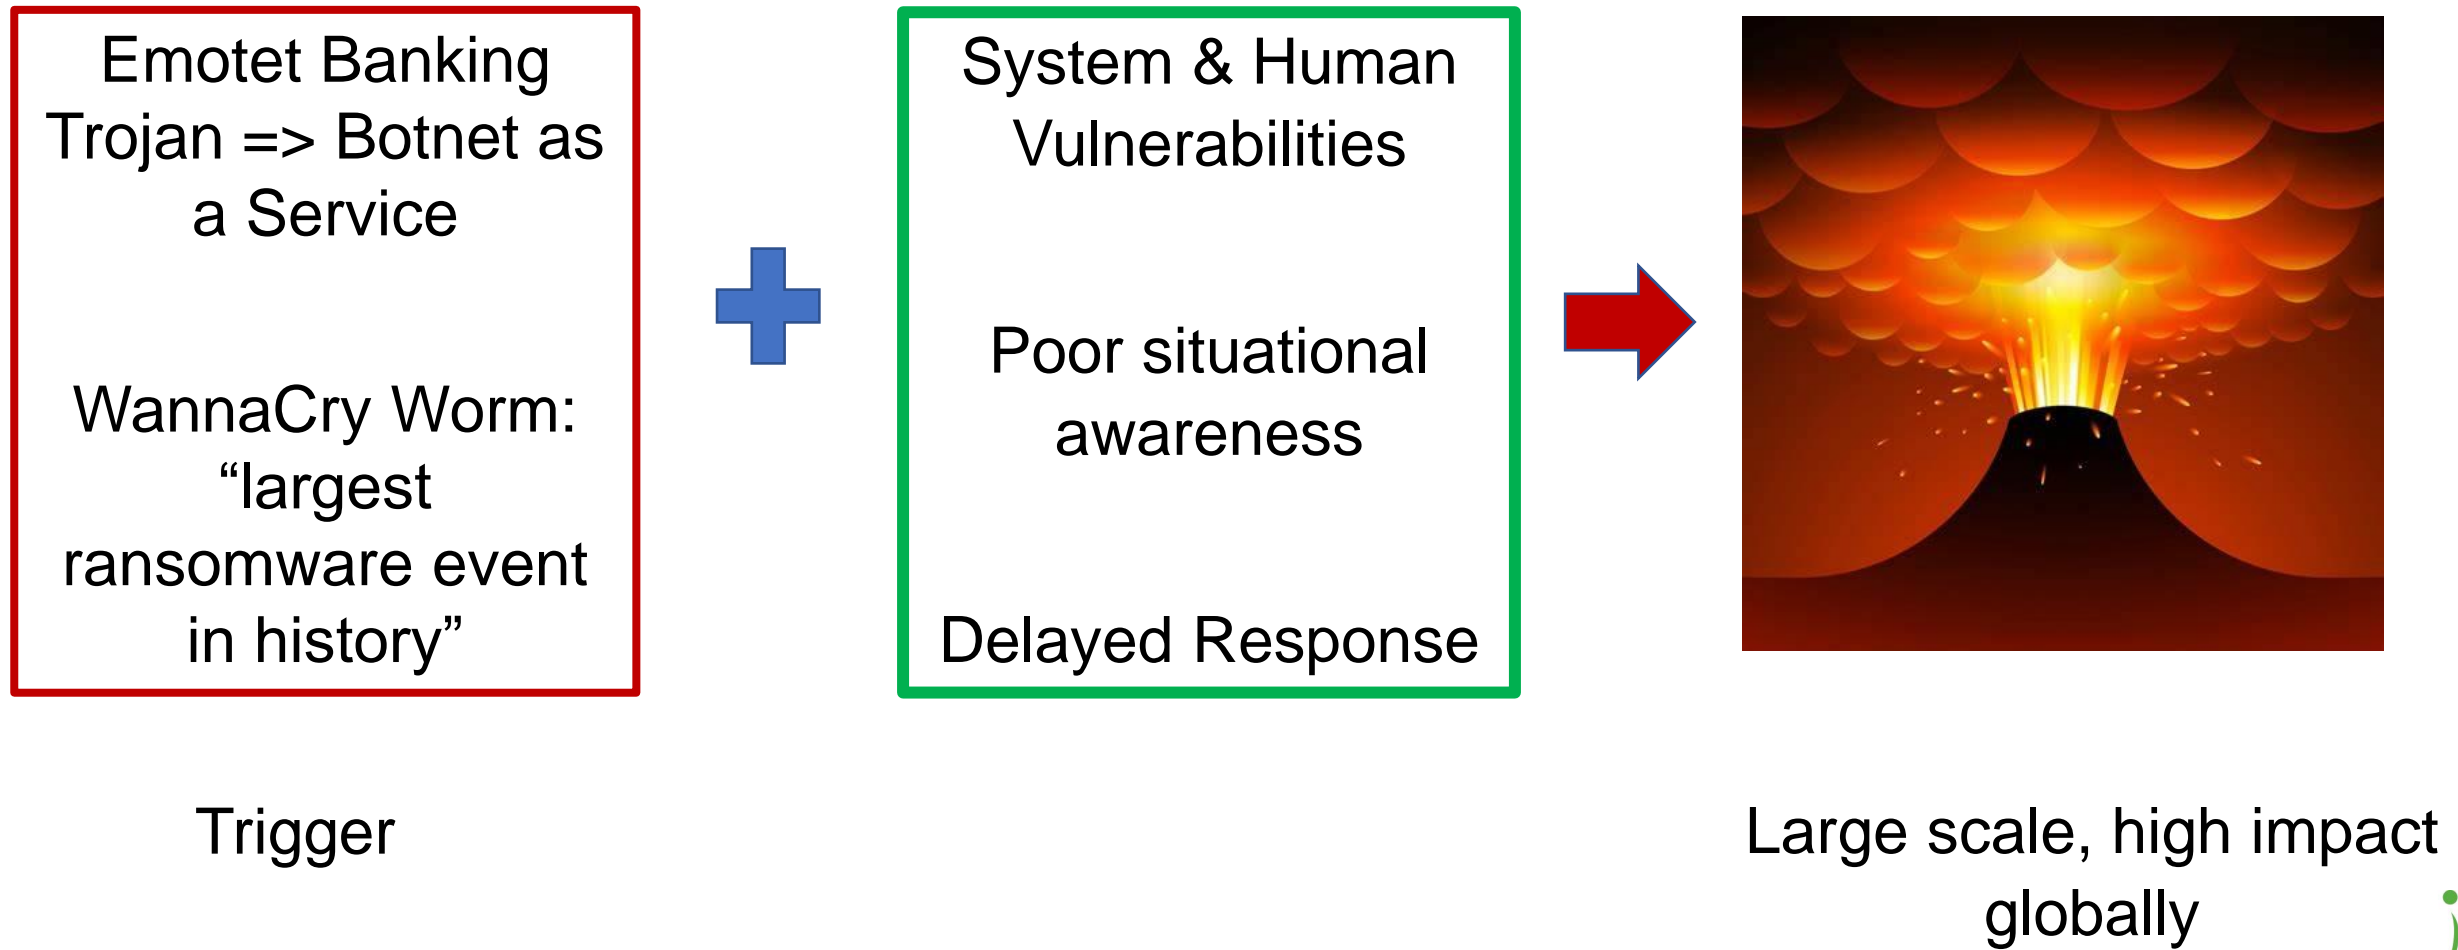 Emotet Banking
Trojan => Botnet as
a Service
WannaCry Worm:
“largest
ransomware event
in history”
System & Human
Vulnerabilities
Poor situational
awareness
Delayed Response
Trigger
Large scale, high impact
globally